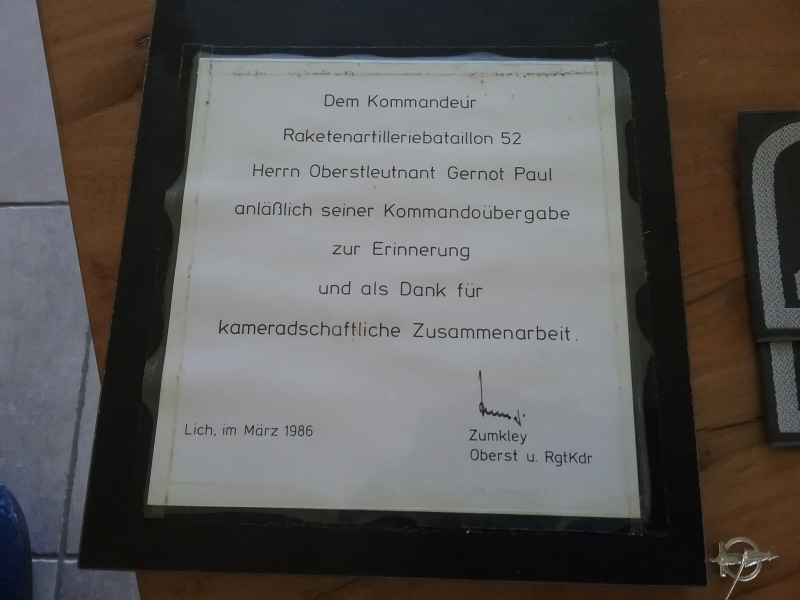 Dem Kommandeur
Raketenartilleriebataillon 52
Herrn Oberstleutnant Gernot Paul
anläßlich seiner Kommandoübergabe
zur Erinnerung
und als Dank für
kameradschaftliche Zusammenarbeit.
Lich, im März 1986
Zumkley
Oberst u. RgtKdr